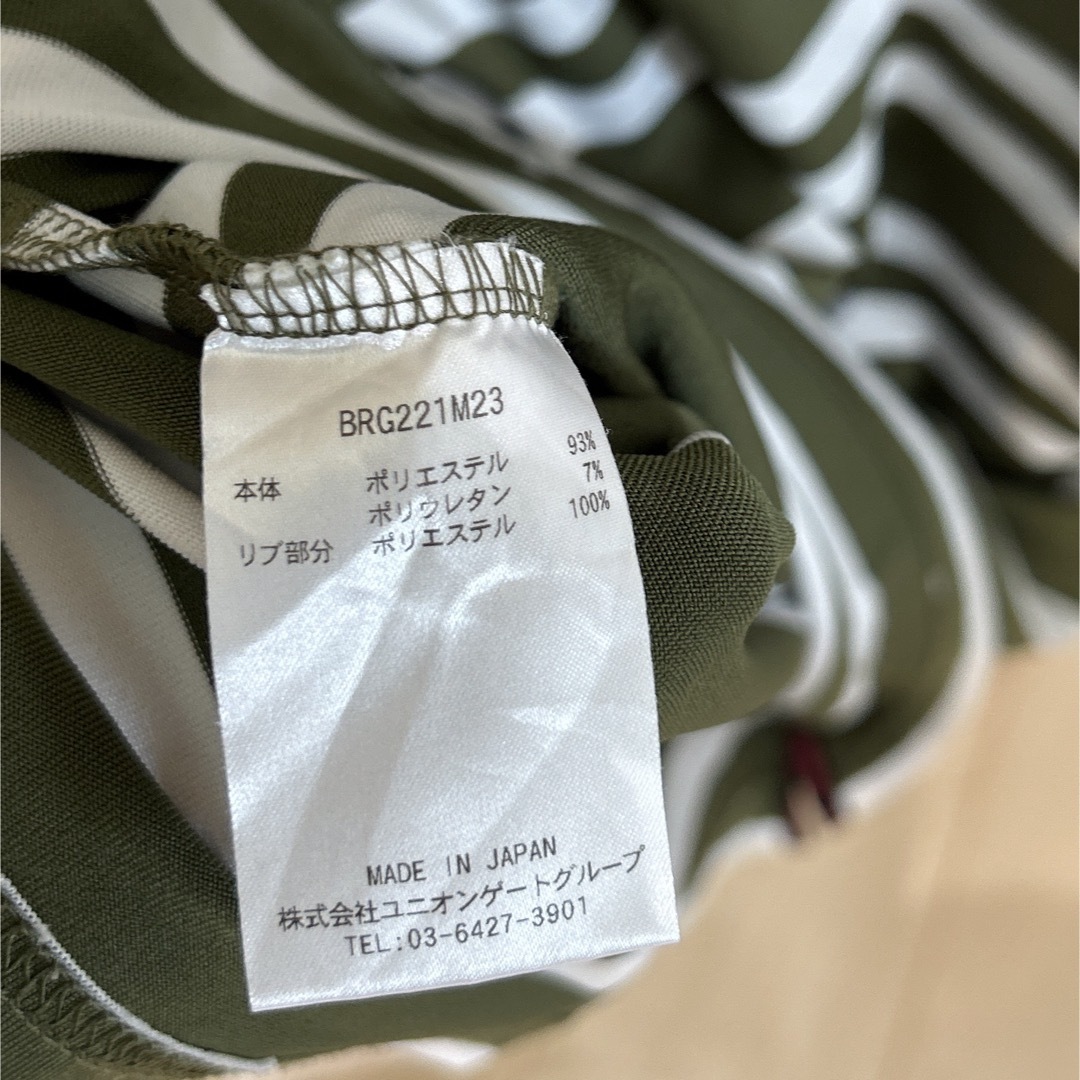 BRG221M23
本体 ポリエステル 93%
ポリウレタン 7%
リブ部分 ポリエステル 100%
MADE IN JAPAN
株式会社ユニオンゲートグループ
TEL:03-6427-3901